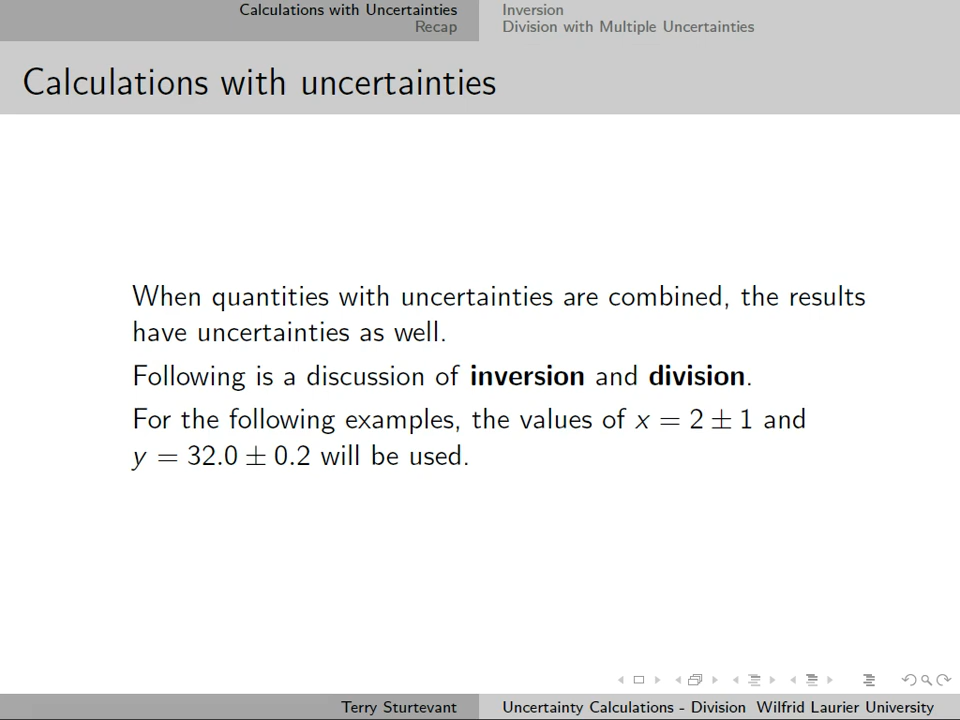 Calculations with Uncertainties
Recap
Inversion
Division with Multiple Uncertainties
Calculations with uncertainties
When quantities with uncertainties are combined, the results
have uncertainties as well.
Following is a discussion of inversion and division.
For the following examples, the values of x = 2 ± 1 and
y = 32.0 ± 0.2 will be used.
Terry Sturtevant
Uncertainty Calculations - Division Wilfrid Laurier University